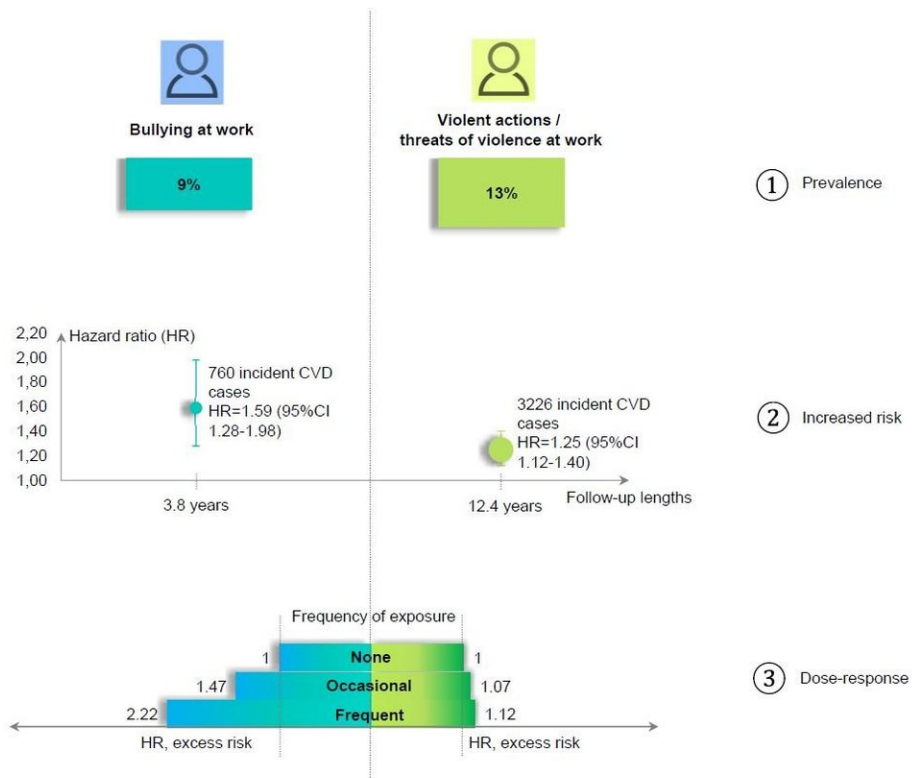 Bullying at work
Violent actions /
threats of violence at work
9%
13%
① Prevalence
2,20
2,00
1,80
1,60
1,40
1,20
1,00
Hazard ratio (HR)
760 incident CVD
cases
HR=1.59 (95%CI
1.28-1.98)
3226 incident CVD
cases
HR=1.25 (95%CI
1.12-1.40)
② Increased risk
3.8 years
12.4 years
Follow-up lengths
Frequency of exposure
1 None 1
1.47 Occasional 1.07
2.22 Frequent 1.12
③ Dose-response
HR, excess risk
HR, excess risk